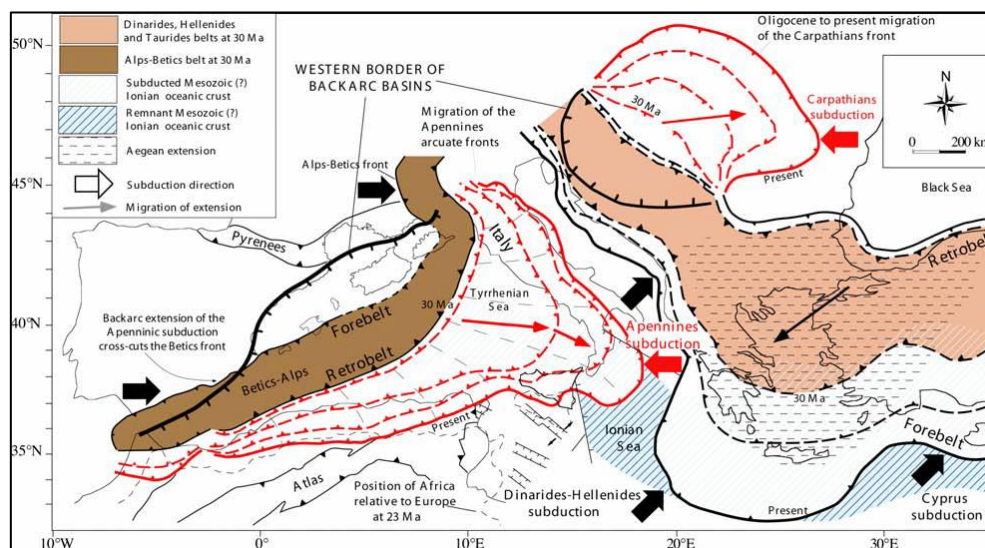 Dinarides, Hellenides
and Taurides belts at 30 Ma
Alps-Betics belt at 30 Ma
Subducted Mesozoic (?)
Ionian oceanic crust
Remnant Mesozoic (?)
Ionian oceanic crust
Aegean extension
Subduction direction
Migration of extension
50°N
45°N
40°N
35°N
10°W
0°
10°E
20°E
30°E
WESTERN BORDER OF
BACKARC BASINS
Oligocene to present migration
of the Carpathians front
N
0
200 km
30 Ma
Carpathians
subduction
Present
Black Sea
Migration of the
Apennines
arcuate fronts
Alps-Betics front
Pyrenees
Italy
Retrobelt
30 Ma
Tyrrhenian
Sea
Backarc extension of the
Apenninic subduction
cross-cuts the Betics front
Forebelt
Retrobelt
Betics-Alps
Apennines
subduction
30 Ma
Present
Ionian
Sea
Forebelt
Atlas
Position of Africa
relative to Europe
at 23 Ma
Dinarides-Hellenides
subduction
Present
Cyprus
subduction